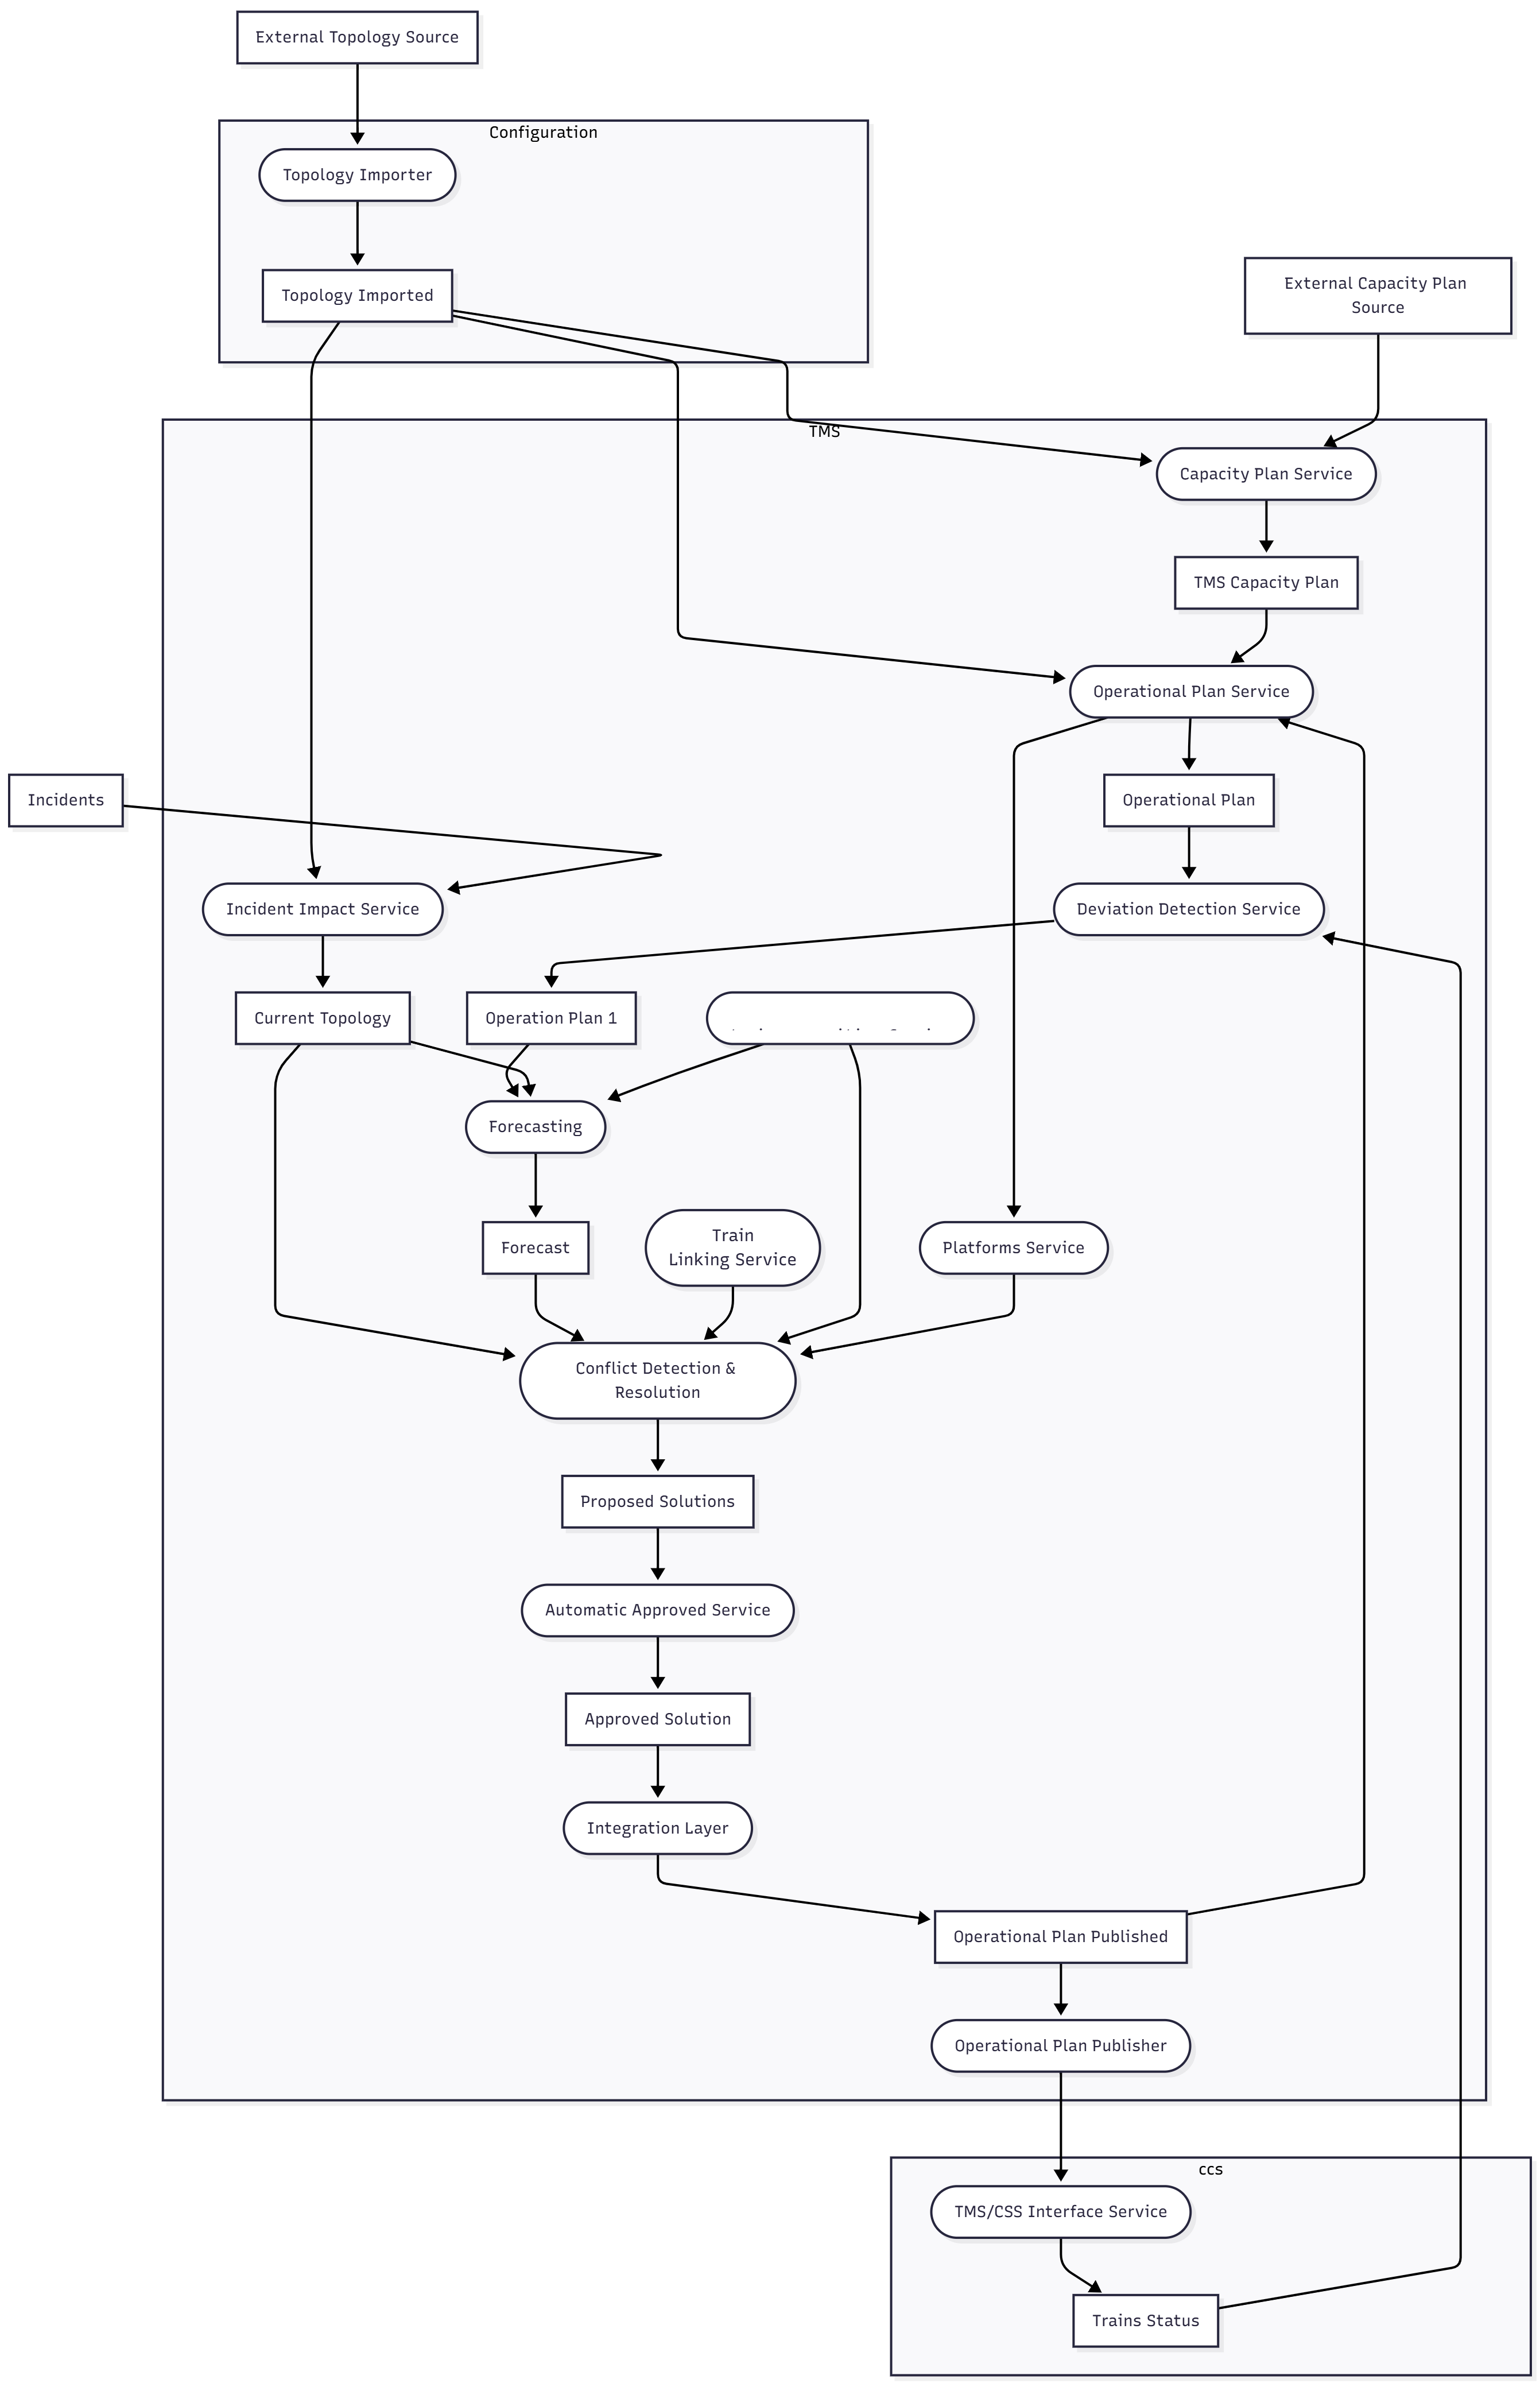 External Topology Source
Configuration
Topology Importer
Topology Imported
External Capacity Plan
Source
TMS
Capacity Plan Service
TMS Capacity Plan
Operational Plan Service
Incidents
Operational Plan
Incident Impact Service
Deviation Detection Service
Current Topology
Operation Plan 1
Forecasting
Forecast
Train
Linking Service
Platforms Service
Conflict Detection &
Resolution
Proposed Solutions
Automatic Approved Service
Approved Solution
Integration Layer
Operational Plan Published
Operational Plan Publisher
ccs
TMS/CSS Interface Service
Trains Status